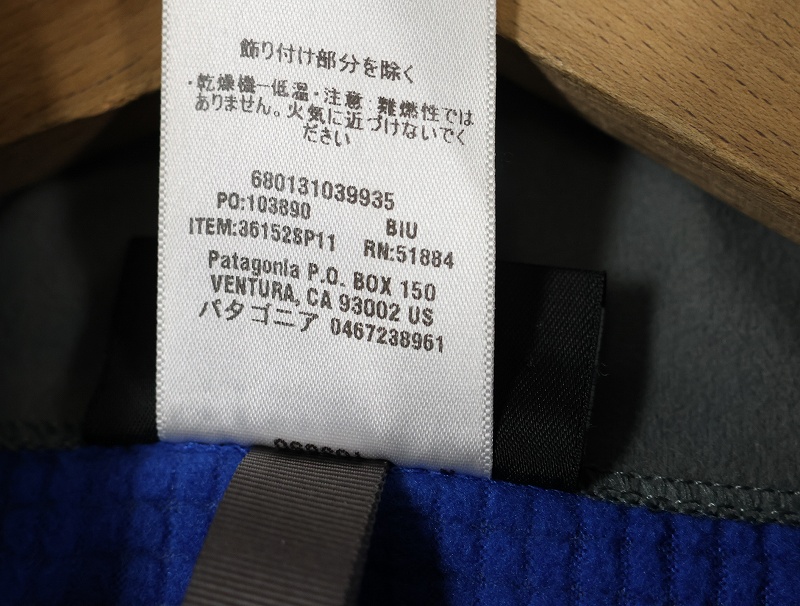 飾り付け部分を除く
・乾燥機ー低温・注意:難燃性では
ありません。火気に近づけないでく
ださい
680131039935
PO:103890 BIU
ITEM:36152SP11 RN:51884
Patagonia P.O. BOX 150
VENTURA, CA 93002 US
パタゴニア 0467238961